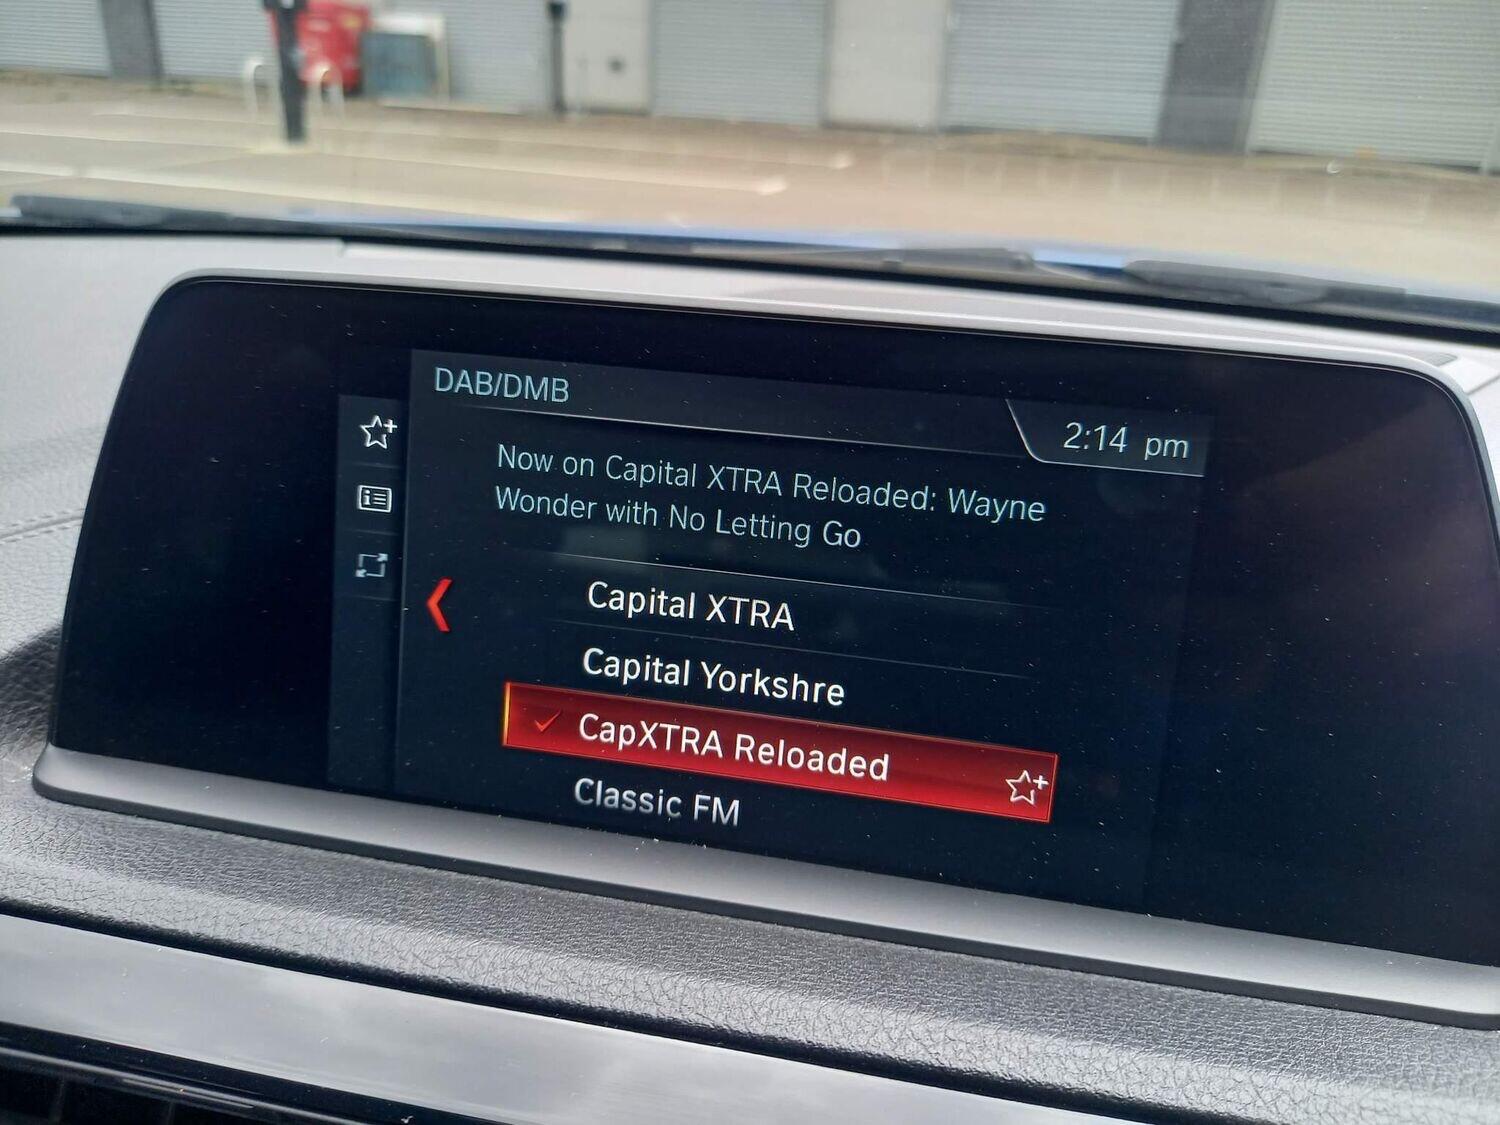 DAB/DMB
2:14 pm
Now on Capital XTRA Reloaded: Wayne
Wonder with No Letting Go
Capital XTRA
Capital Yorkshre
CapXTRA Reloaded
Classic FM